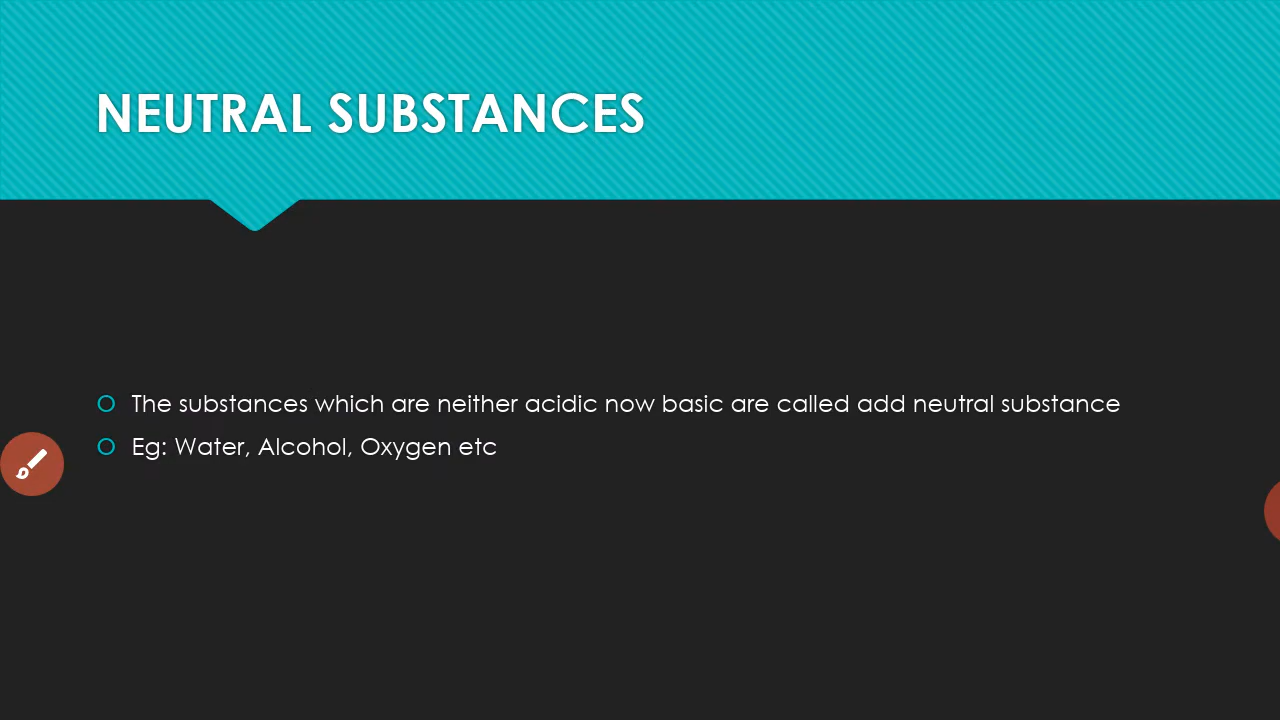 NEUTRAL SUBSTANCES
The substances which are neither acidic now basic are called add neutral substance
Eg: Water, Alcohol, Oxygen etc